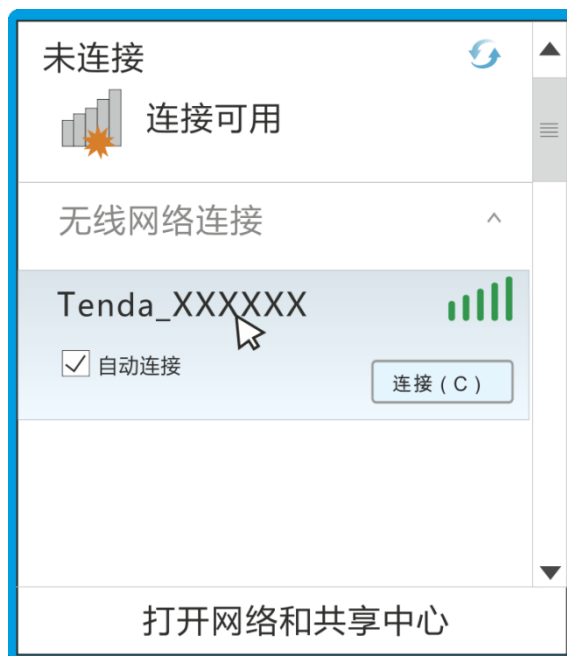 未连接
连接可用
无线网络连接
Tenda_XXXXXX
自动连接
连接 ( C )
打开网络和共享中心